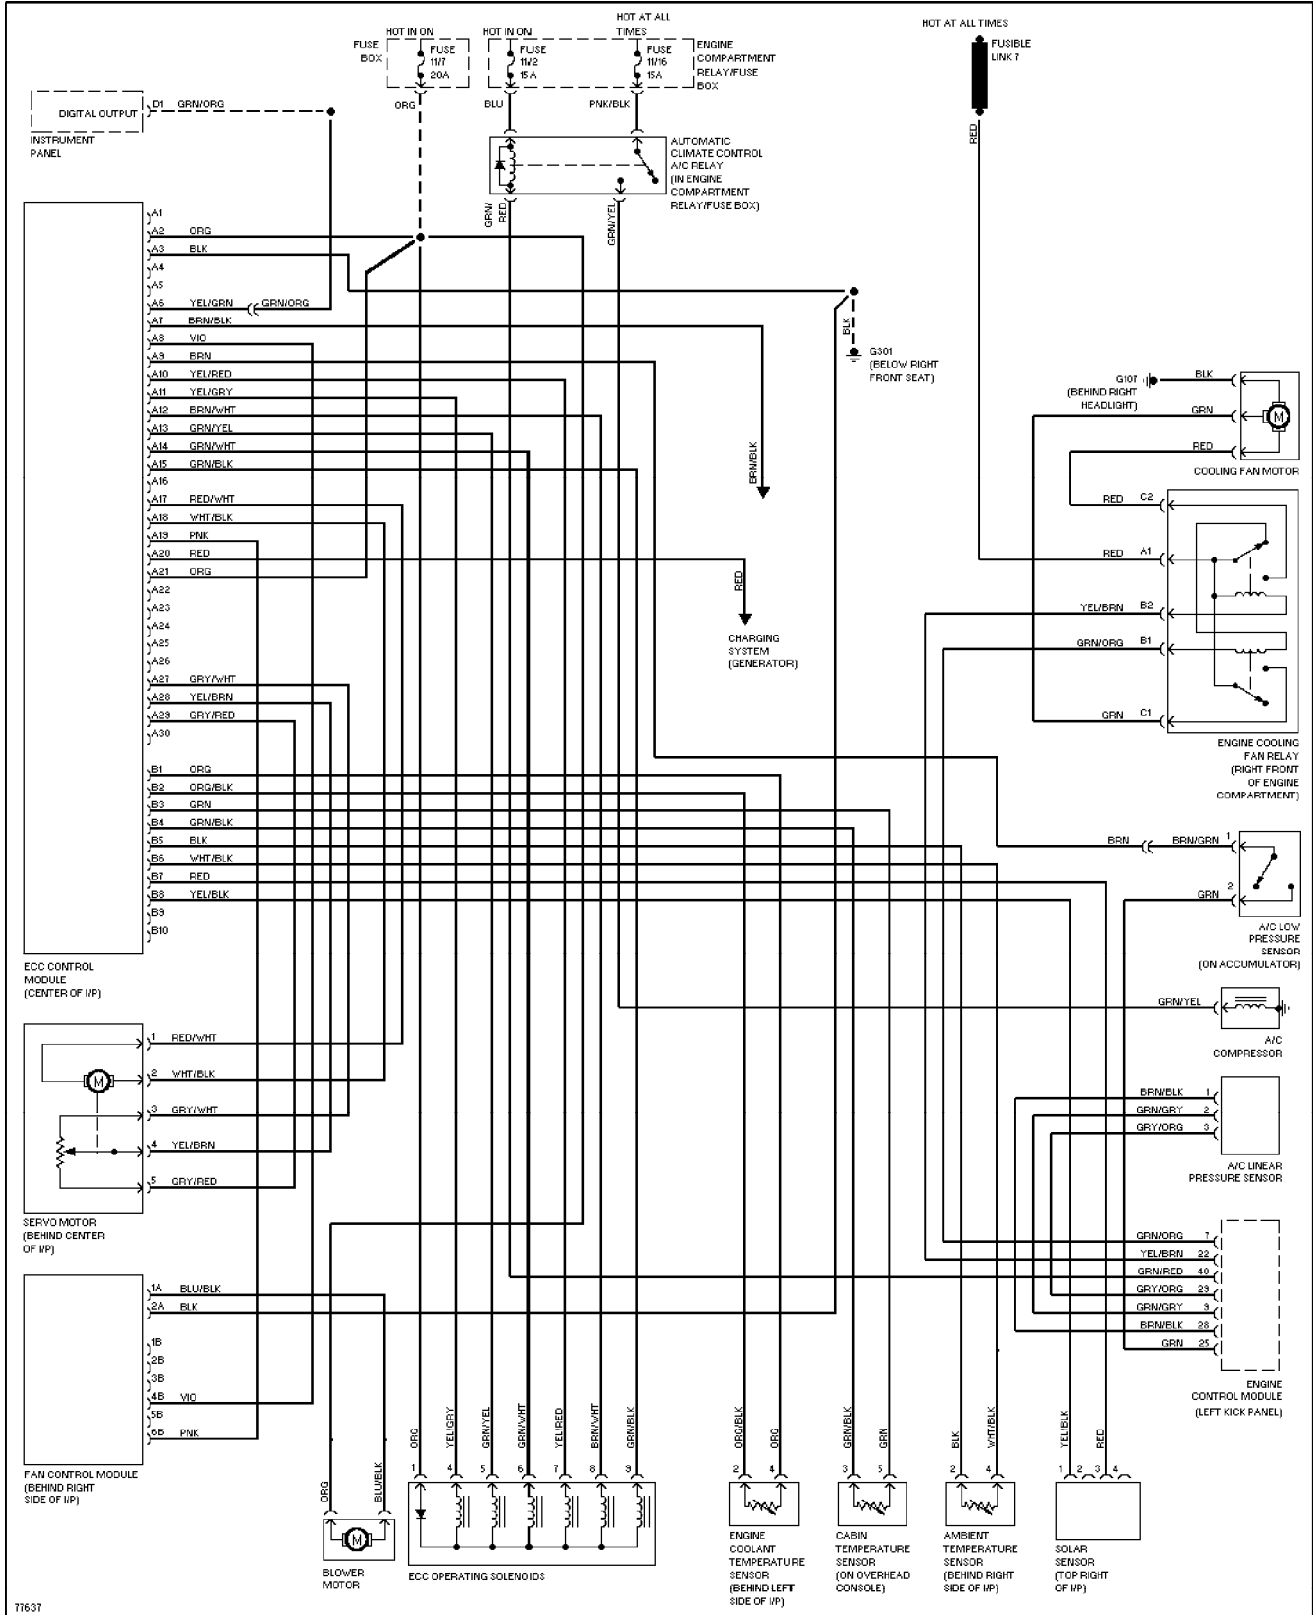 HOT IN ON
HOT IN ON
HOT AT ALL
TIMES
HOT AT ALL TIMES
FUSE
BOX
FUSE
11/7
20A
FUSE
11/2
15A
FUSE
11/16
15A
ENGINE
COMPARTMENT
RELAY/FUSE
BOX
FUSIBLE
LINK 7
ORG
BLU
PNK/BLK
RED
DIGITAL OUTPUT
D1 GRN/ORG
INSTRUMENT
PANEL
AUTOMATIC
CLIMATE CONTROL
A/C RELAY
(IN ENGINE
COMPARTMENT
RELAY/FUSE BOX)
GRN/
RED
GRN/YEL
A1
A2 ORG
A3 BLK
A4
A5
A6 YEL/GRN GRN/ORG
A7 BRN/BLK
A8 VIO
A9 BRN
A10 YEL/RED
A11 YEL/GRY
A12 BRN/WHT
A13 GRN/YEL
A14 GRN/WHT
A15 GRN/BLK
A16
A17 RED/WHT
A18 WHT/BLK
A19 PNK
A20 RED
A21 ORG
A22
A23
A24
A25
A26
A27 GRY/WHT
A28 YEL/BRN
A29 GRY/RED
A30
B1 ORG
B2 ORG/BLK
B3 GRN
B4 GRN/BLK
B5 BLK
B6 WHT/BLK
B7 RED
B8 YEL/BLK
B9
B10
ECC CONTROL
MODULE
(CENTER OF I/P)
BLK
G301
(BELOW RIGHT
FRONT SEAT)
BRN/BLK
RED
CHARGING
SYSTEM
(GENERATOR)
G107
(BEHIND RIGHT
HEADLIGHT)
BLK
GRN
RED
M
COOLING FAN MOTOR
RED C2
RED A1
YEL/BRN B2
GRN/ORG B1
GRN C1
ENGINE COOLING
FAN RELAY
(RIGHT FRONT
OF ENGINE
COMPARTMENT)
BRN BRN/GRN 1
GRN 2
A/C LOW
PRESSURE
SENSOR
(ON ACCUMULATOR)
GRN/YEL
A/C
COMPRESSOR
BRN/BLK 1
GRN/GRY 2
GRY/ORG 3
A/C LINEAR
PRESSURE SENSOR
GRN/ORG 7
YEL/BRN 22
GRN/RED 40
GRY/ORG 29
GRN/GRY 9
BRN/BLK 28
GRN 25
ENGINE
CONTROL MODULE
(LEFT KICK PANEL)
1 RED/WHT
M
2 WHT/BLK
3 GRY/WHT
4 YEL/BRN
5 GRY/RED
SERVO MOTOR
(BEHIND CENTER
OF I/P)
1A BLU/BLK
2A BLK
1B
2B
3B
4B VIO
5B
6B PNK
FAN CONTROL MODULE
(BEHIND RIGHT
SIDE OF I/P)
ORG
BLU/BLK
M
BLOWER
MOTOR
ORG
YEL/GRY
GRN/YEL
GRN/WHT
YEL/RED
BRN/WHT
GRN/BLK
1 4 5 6 7 8 9
ECC OPERATING SOLENOIDS
ORG/BLK
ORG
2 4
ENGINE
COOLANT
TEMPERATURE
SENSOR
(BEHIND LEFT
SIDE OF I/P)
GRN/BLK
GRN
3 5
CABIN
TEMPERATURE
SENSOR
(ON OVERHEAD
CONSOLE)
BLK
WHT/BLK
2 4
AMBIENT
TEMPERATURE
SENSOR
(BEHIND RIGHT
SIDE OF I/P)
YEL/BLK
RED
1 2 3 4
SOLAR
SENSOR
(TOP RIGHT
OF I/P)
77637